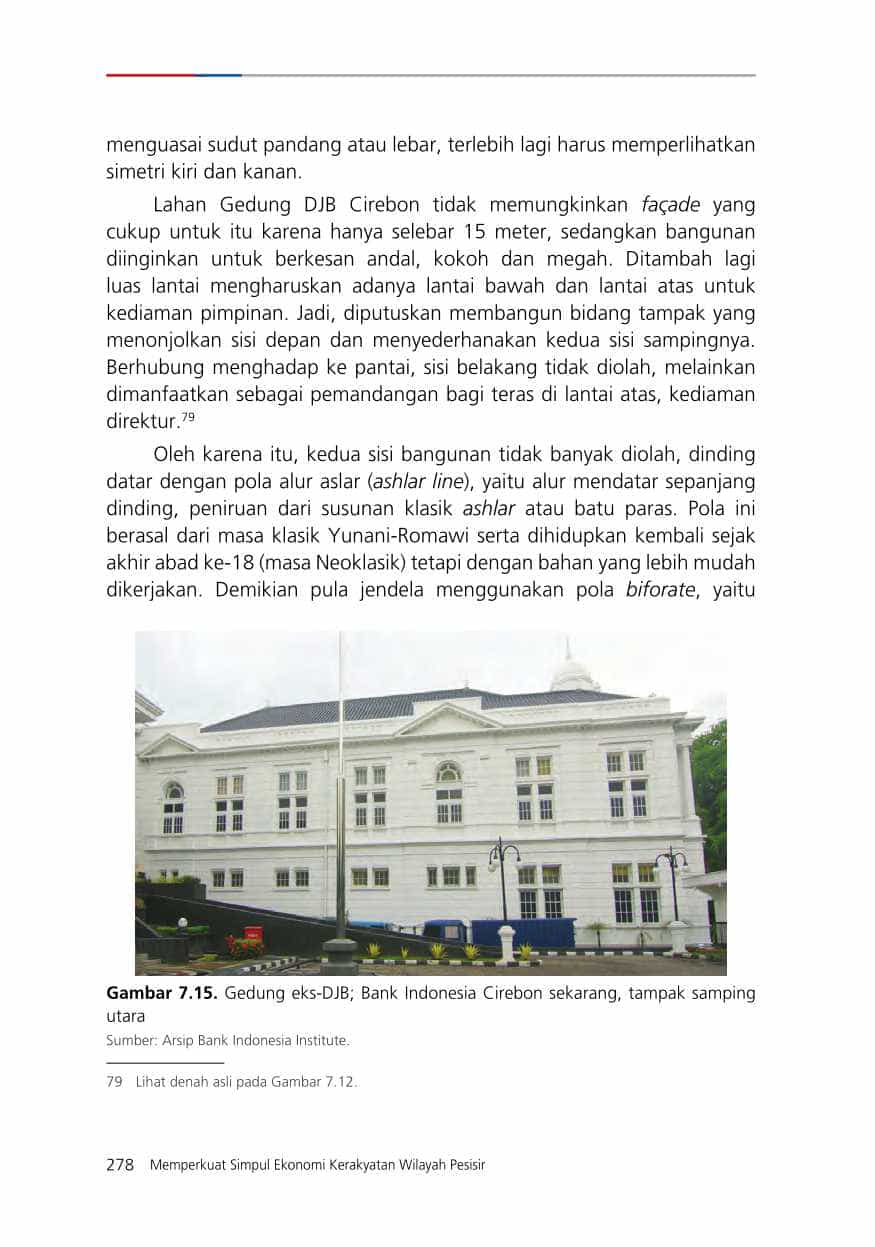 menguasai sudut pandang atau lebar, terlebih lagi harus memperlihatkan
simetri kiri dan kanan.
Lahan Gedung DJB Cirebon tidak memungkinkan façade yang
cukup untuk itu karena hanya selebar 15 meter, sedangkan bangunan
diinginkan untuk berkesan andal, kokoh dan megah. Ditambah lagi
luas lantai mengharuskan adanya lantai bawah dan lantai atas untuk
kediaman pimpinan. Jadi, diputuskan membangun bidang tampak yang
menonjolkan sisi depan dan menyederhanakan kedua sisi sampingnya.
Berhubung menghadap ke pantai, sisi belakang tidak diolah, melainkan
dimanfaatkan sebagai pemandangan bagi teras di lantai atas, kediaman
direktur.79
Oleh karena itu, kedua sisi bangunan tidak banyak diolah, dinding
datar dengan pola alur aslar (ashlar line), yaitu alur mendatar sepanjang
dinding, peniruan dari susunan klasik ashlar atau batu paras. Pola ini
berasal dari masa klasik Yunani-Romawi serta dihidupkan kembali sejak
akhir abad ke-18 (masa Neoklasik) tetapi dengan bahan yang lebih mudah
dikerjakan. Demikian pula jendela menggunakan pola biforate, yaitu
Gambar 7.15. Gedung eks-DJB; Bank Indonesia Cirebon sekarang, tampak samping
utara
Sumber: Arsip Bank Indonesia Institute.
79 Lihat denah asli pada Gambar 7.12.
278 Memperkuat Simpul Ekonomi Kerakyatan Wilayah Pesisir